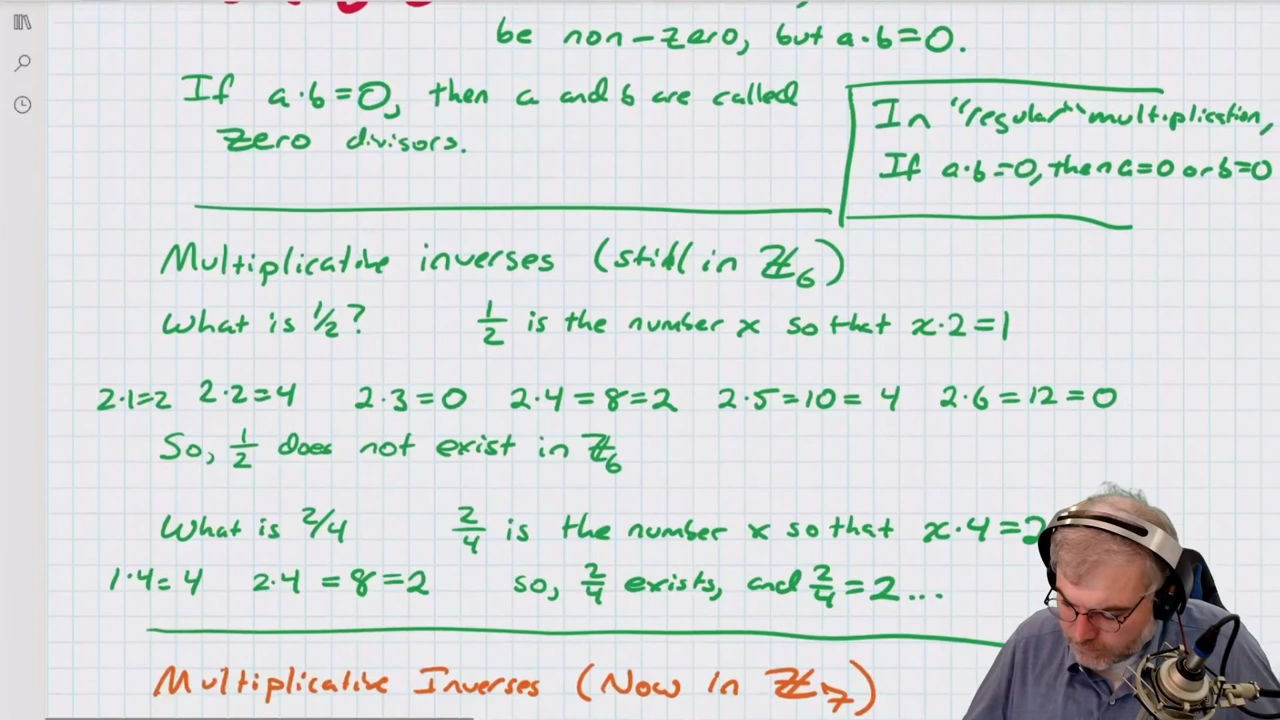 be non-zero, but a·b=0.
If a·b=0, then a and b are called
zero divisors.
In "regular" multiplication,
If a·b=0, then a=0 or b=0
Multiplicative inverses (still in ℤ₆)
What is ½? 1/2 is the number x so that x·2=1
2·1=2 2·2=4 2·3=0 2·4=8=2 2·5=10=4 2·6=12=0
So, 1/2 does not exist in ℤ₆
What is 2/4 2/4 is the number x so that x·4=2
1·4=4 2·4=8=2 so, 2/4 exists, and 2/4=2...
Multiplicative Inverses (Now in ℤ₇)